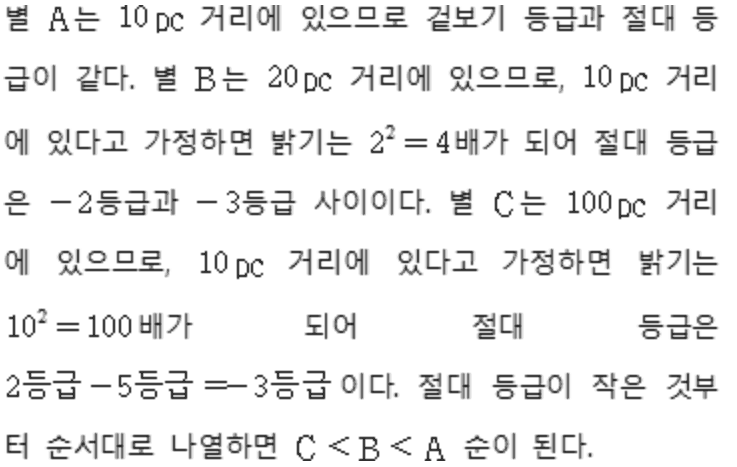 별 A는 10pc 거리에 있으므로 겉보기 등급과 절대 등
급이 같다. 별 B는 20pc 거리에 있으므로, 10pc 거리
에 있다고 가정하면 밝기는 2² = 4배가 되어 절대 등급
은 −2등급과 −3등급 사이이다. 별 C는 100pc 거리
에 있으므로, 10pc 거리에 있다고 가정하면 밝기는
10² = 100배가 되어 절대 등급은
2등급 −5등급 =−3등급이다. 절대 등급이 작은 것부
터 순서대로 나열하면 C < B < A 순이 된다.